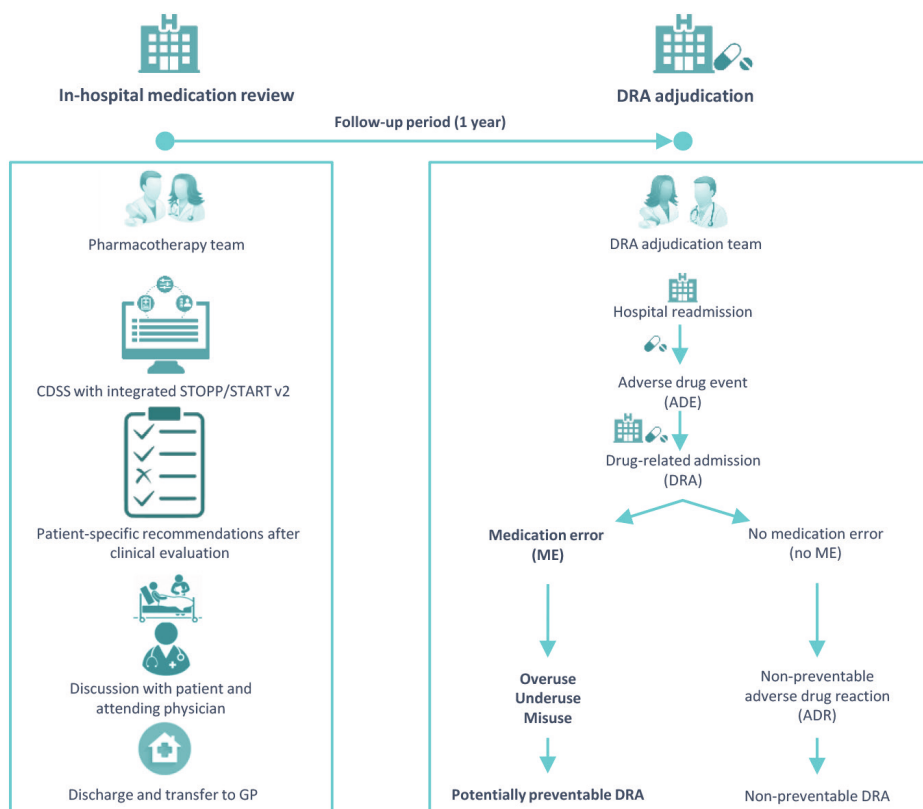 In-hospital medication review
DRA adjudication
Follow-up period (1 year)
Pharmacotherapy team
CDSS with integrated STOPP/START v2
Patient-specific recommendations after
clinical evaluation
Discussion with patient and
attending physician
Discharge and transfer to GP
DRA adjudication team
Hospital readmission
Adverse drug event
(ADE)
Drug-related admission
(DRA)
Medication error
(ME)
No medication error
(no ME)
Overuse
Underuse
Misuse
Non-preventable
adverse drug reaction
(ADR)
Potentially preventable DRA
Non-preventable DRA